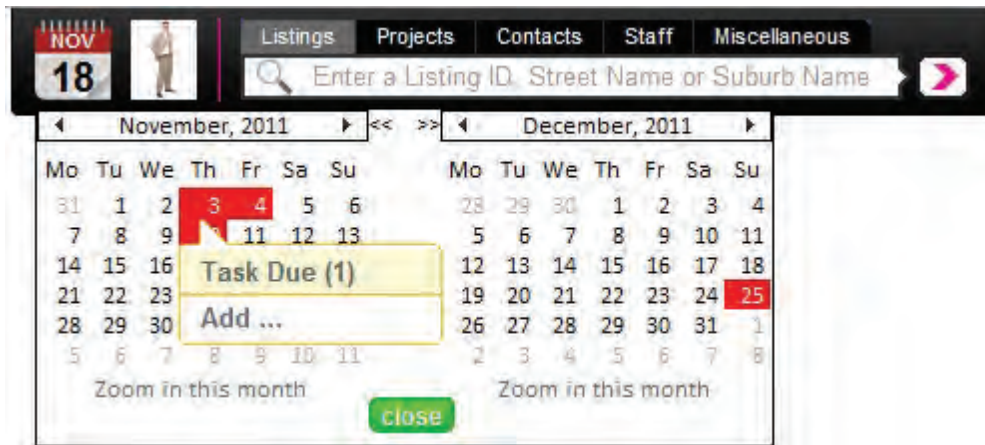 NOV
18
Listings Projects Contacts Staff Miscellaneous
Enter a Listing ID, Street Name or Suburb Name
November, 2011 << >> December, 2011
Mo Tu We Th Fr Sa Su Mo Tu We Th Fr Sa Su
31 1 2 3 4 5 6 28 29 30 1 2 3 4
7 8 9 11 12 13 5 6 7 8 9 10 11
14 15 16 Task Due (1) 12 13 14 15 16 17 18
21 22 23 19 20 21 22 23 24 25
28 29 30 Add ... 26 27 28 29 30 31 1
5 6 7 8 9 10 11 2 3 4 5 6 7 8
Zoom in this month Zoom in this month
close